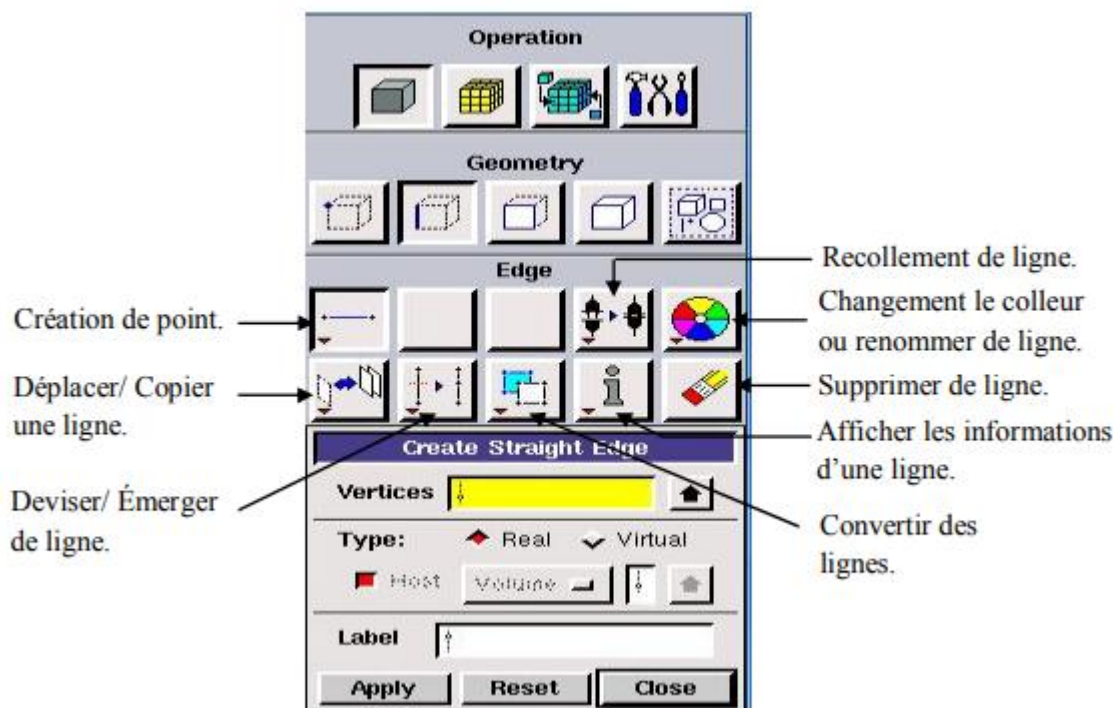 Operation
Geometry
Edge
Création de point.
Déplacer/ Copier
une ligne.
Deviser/ Émerger
de ligne.
Recollement de ligne.
Changement le colleur
ou renommer de ligne.
Supprimer de ligne.
Afficher les informations
d’une ligne.
Convertir des
lignes.
Create Straight Edge
Vertices
Type: Real Virtual
Host Volume
Label
Apply Reset Close